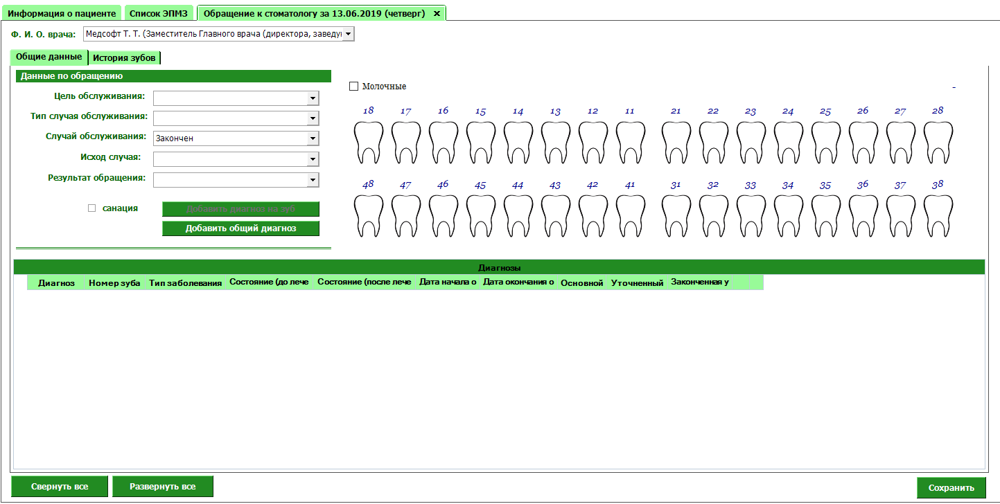 Информация о пациенте Список ЭПМЗ Обращение к стоматологу за 13.06.2019 (четверг) x
Ф. И. О. врача: Медсофт Т. Т. (Заместитель Главного врача (директора, заведу
Общие данные История зубов
Данные по обращению
Молочные -
Цель обслуживания:
18 17 16 15 14 13 12 11 21 22 23 24 25 26 27 28
Тип случая обслуживания:
Случай обслуживания: Закончен
Исход случая:
Результат обращения:
48 47 46 45 44 43 42 41 31 32 33 34 35 36 37 38
санация Добавить диагноз на зуб
Добавить общий диагноз
Диагнозы
Диагноз Номер зуба Тип заболевания Состояние (до лече Состояние (после лече Дата начала о Дата окончания о Основной Уточненный Законченная у
Свернуть все Развернуть все Сохранить